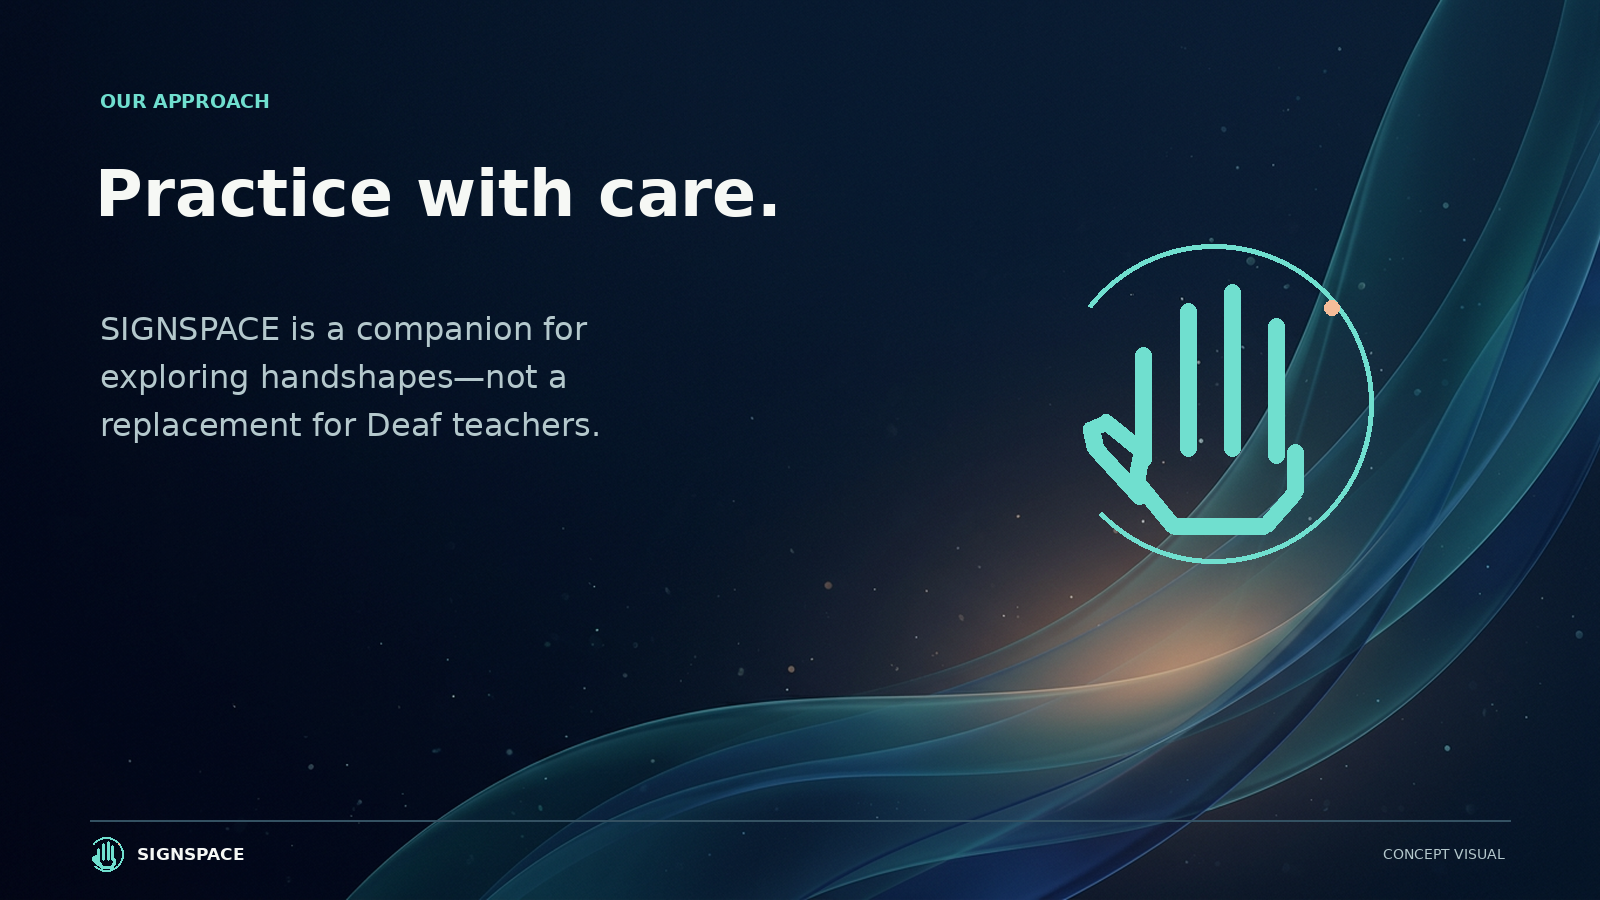 OUR APPROACH
Practice with care.
SIGNSPACE is a companion for
exploring handshapes—not a
replacement for Deaf teachers.
SIGNSPACE
CONCEPT VISUAL